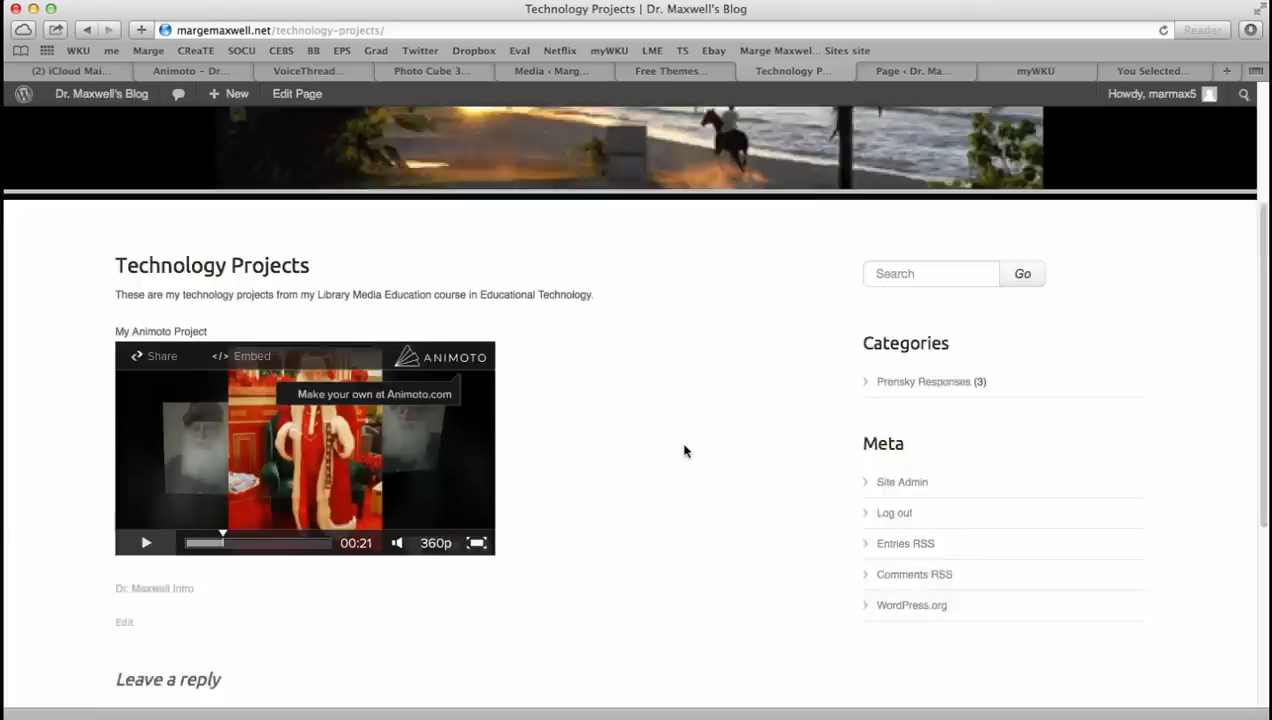 Technology Projects | Dr. Maxwell's Blog
margemaxwell.net/technology-projects/
Reader
WKU me Marge CReaTE SOCU CEBS BB EPS Grad Twitter Dropbox Eval Netflix myWKU LME TS Ebay Marge Maxwel... Sites site
(2) iCloud Mai... Animoto – Dr... VoiceThread... Photo Cube 3... Media ‹ Marg... Free Themes... Technology P... Page ‹ Dr. Ma... myWKU You Selected... +
Dr. Maxwell's Blog + New Edit Page Howdy, marmax5
Technology Projects
These are my technology projects from my Library Media Education course in Educational Technology.
My Animoto Project
Share </> Embed ANIMOTO
Make your own at Animoto.com
00:21 360p
Dr. Maxwell Intro
Edit
Leave a reply
Search Go
Categories
Prensky Responses (3)
Meta
Site Admin
Log out
Entries RSS
Comments RSS
WordPress.org